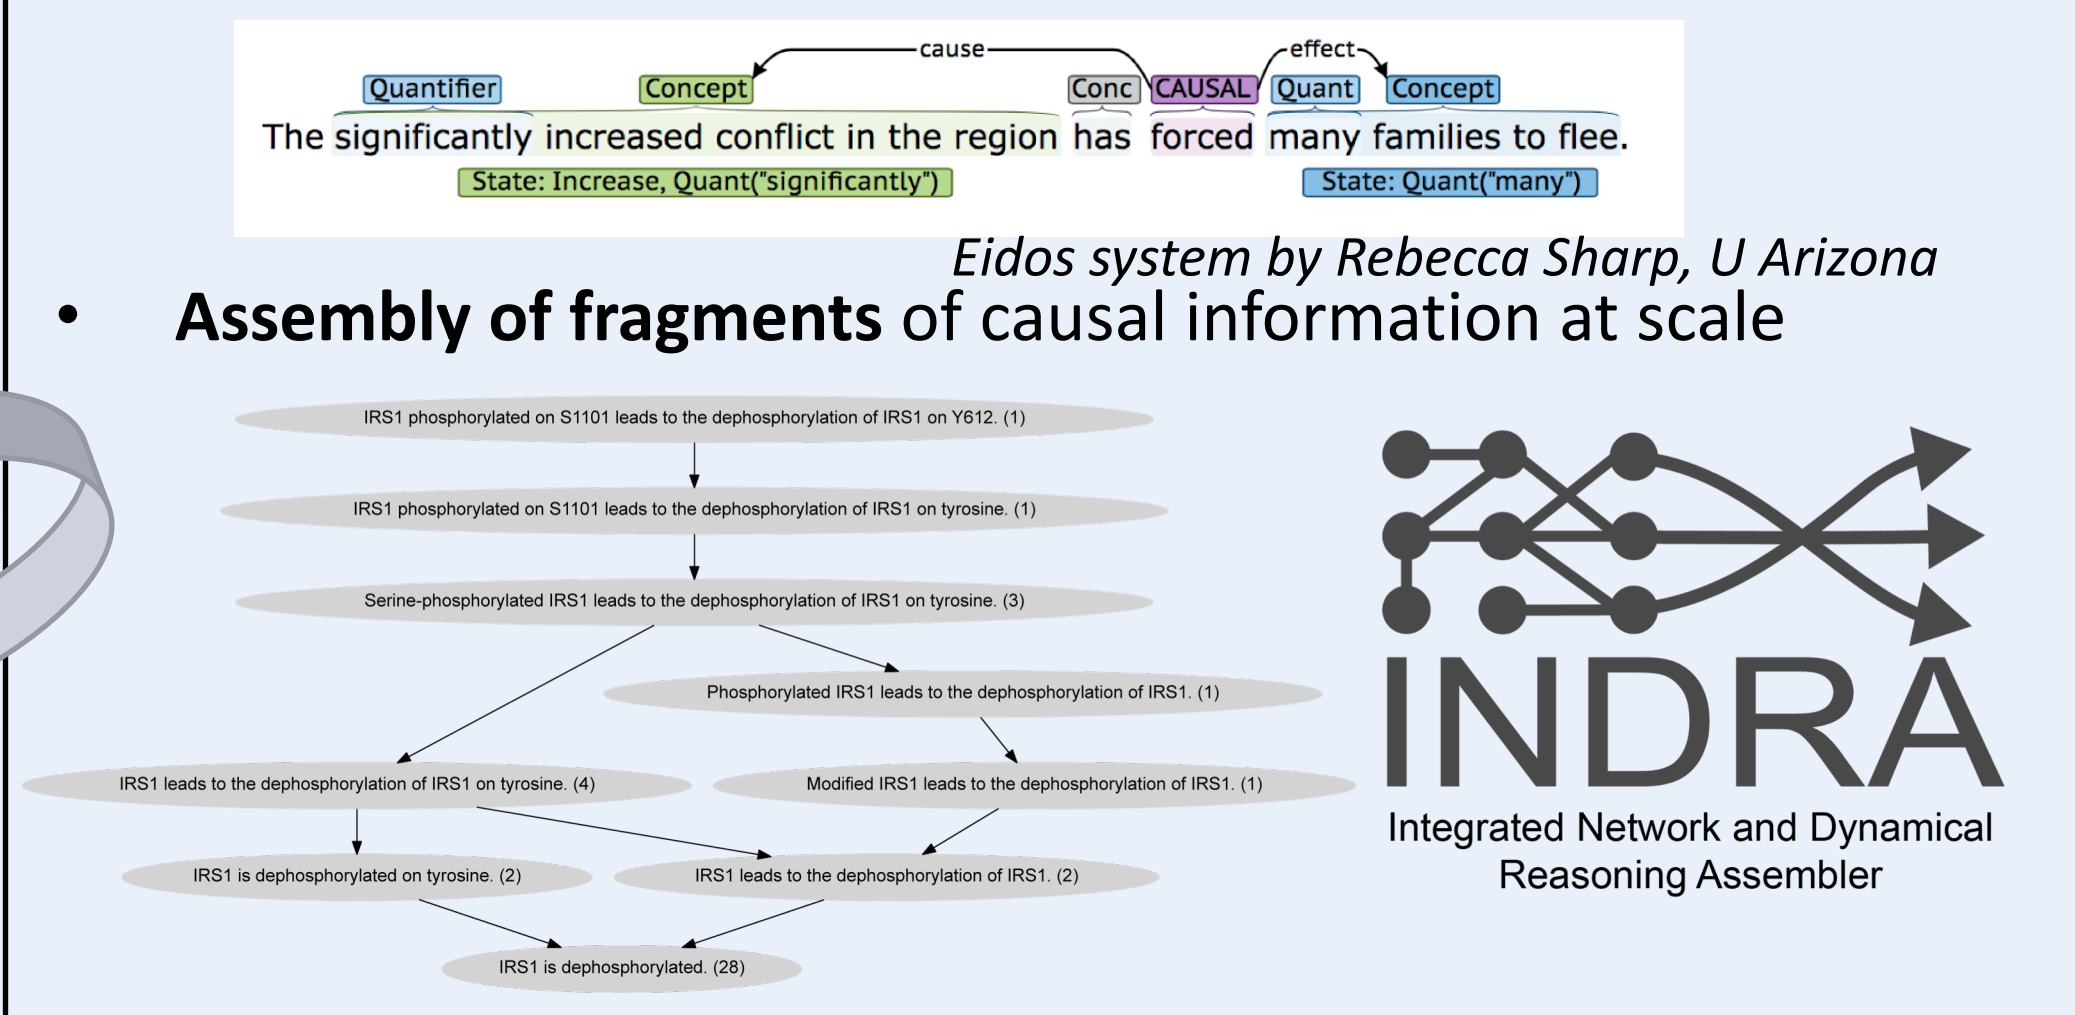 cause effect
Quantifier Concept Conc CAUSAL Quant Concept
The significantly increased conflict in the region has forced many families to flee.
State: Increase, Quant("significantly") State: Quant("many")
Eidos system by Rebecca Sharp, U Arizona
• Assembly of fragments of causal information at scale
IRS1 phosphorylated on S1101 leads to the dephosphorylation of IRS1 on Y612. (1)
IRS1 phosphorylated on S1101 leads to the dephosphorylation of IRS1 on tyrosine. (1)
Serine-phosphorylated IRS1 leads to the dephosphorylation of IRS1 on tyrosine. (3)
Phosphorylated IRS1 leads to the dephosphorylation of IRS1. (1)
IRS1 leads to the dephosphorylation of IRS1 on tyrosine. (4)
Modified IRS1 leads to the dephosphorylation of IRS1. (1)
IRS1 is dephosphorylated on tyrosine. (2)
IRS1 leads to the dephosphorylation of IRS1. (2)
IRS1 is dephosphorylated. (28)
INDRA
Integrated Network and Dynamical
Reasoning Assembler